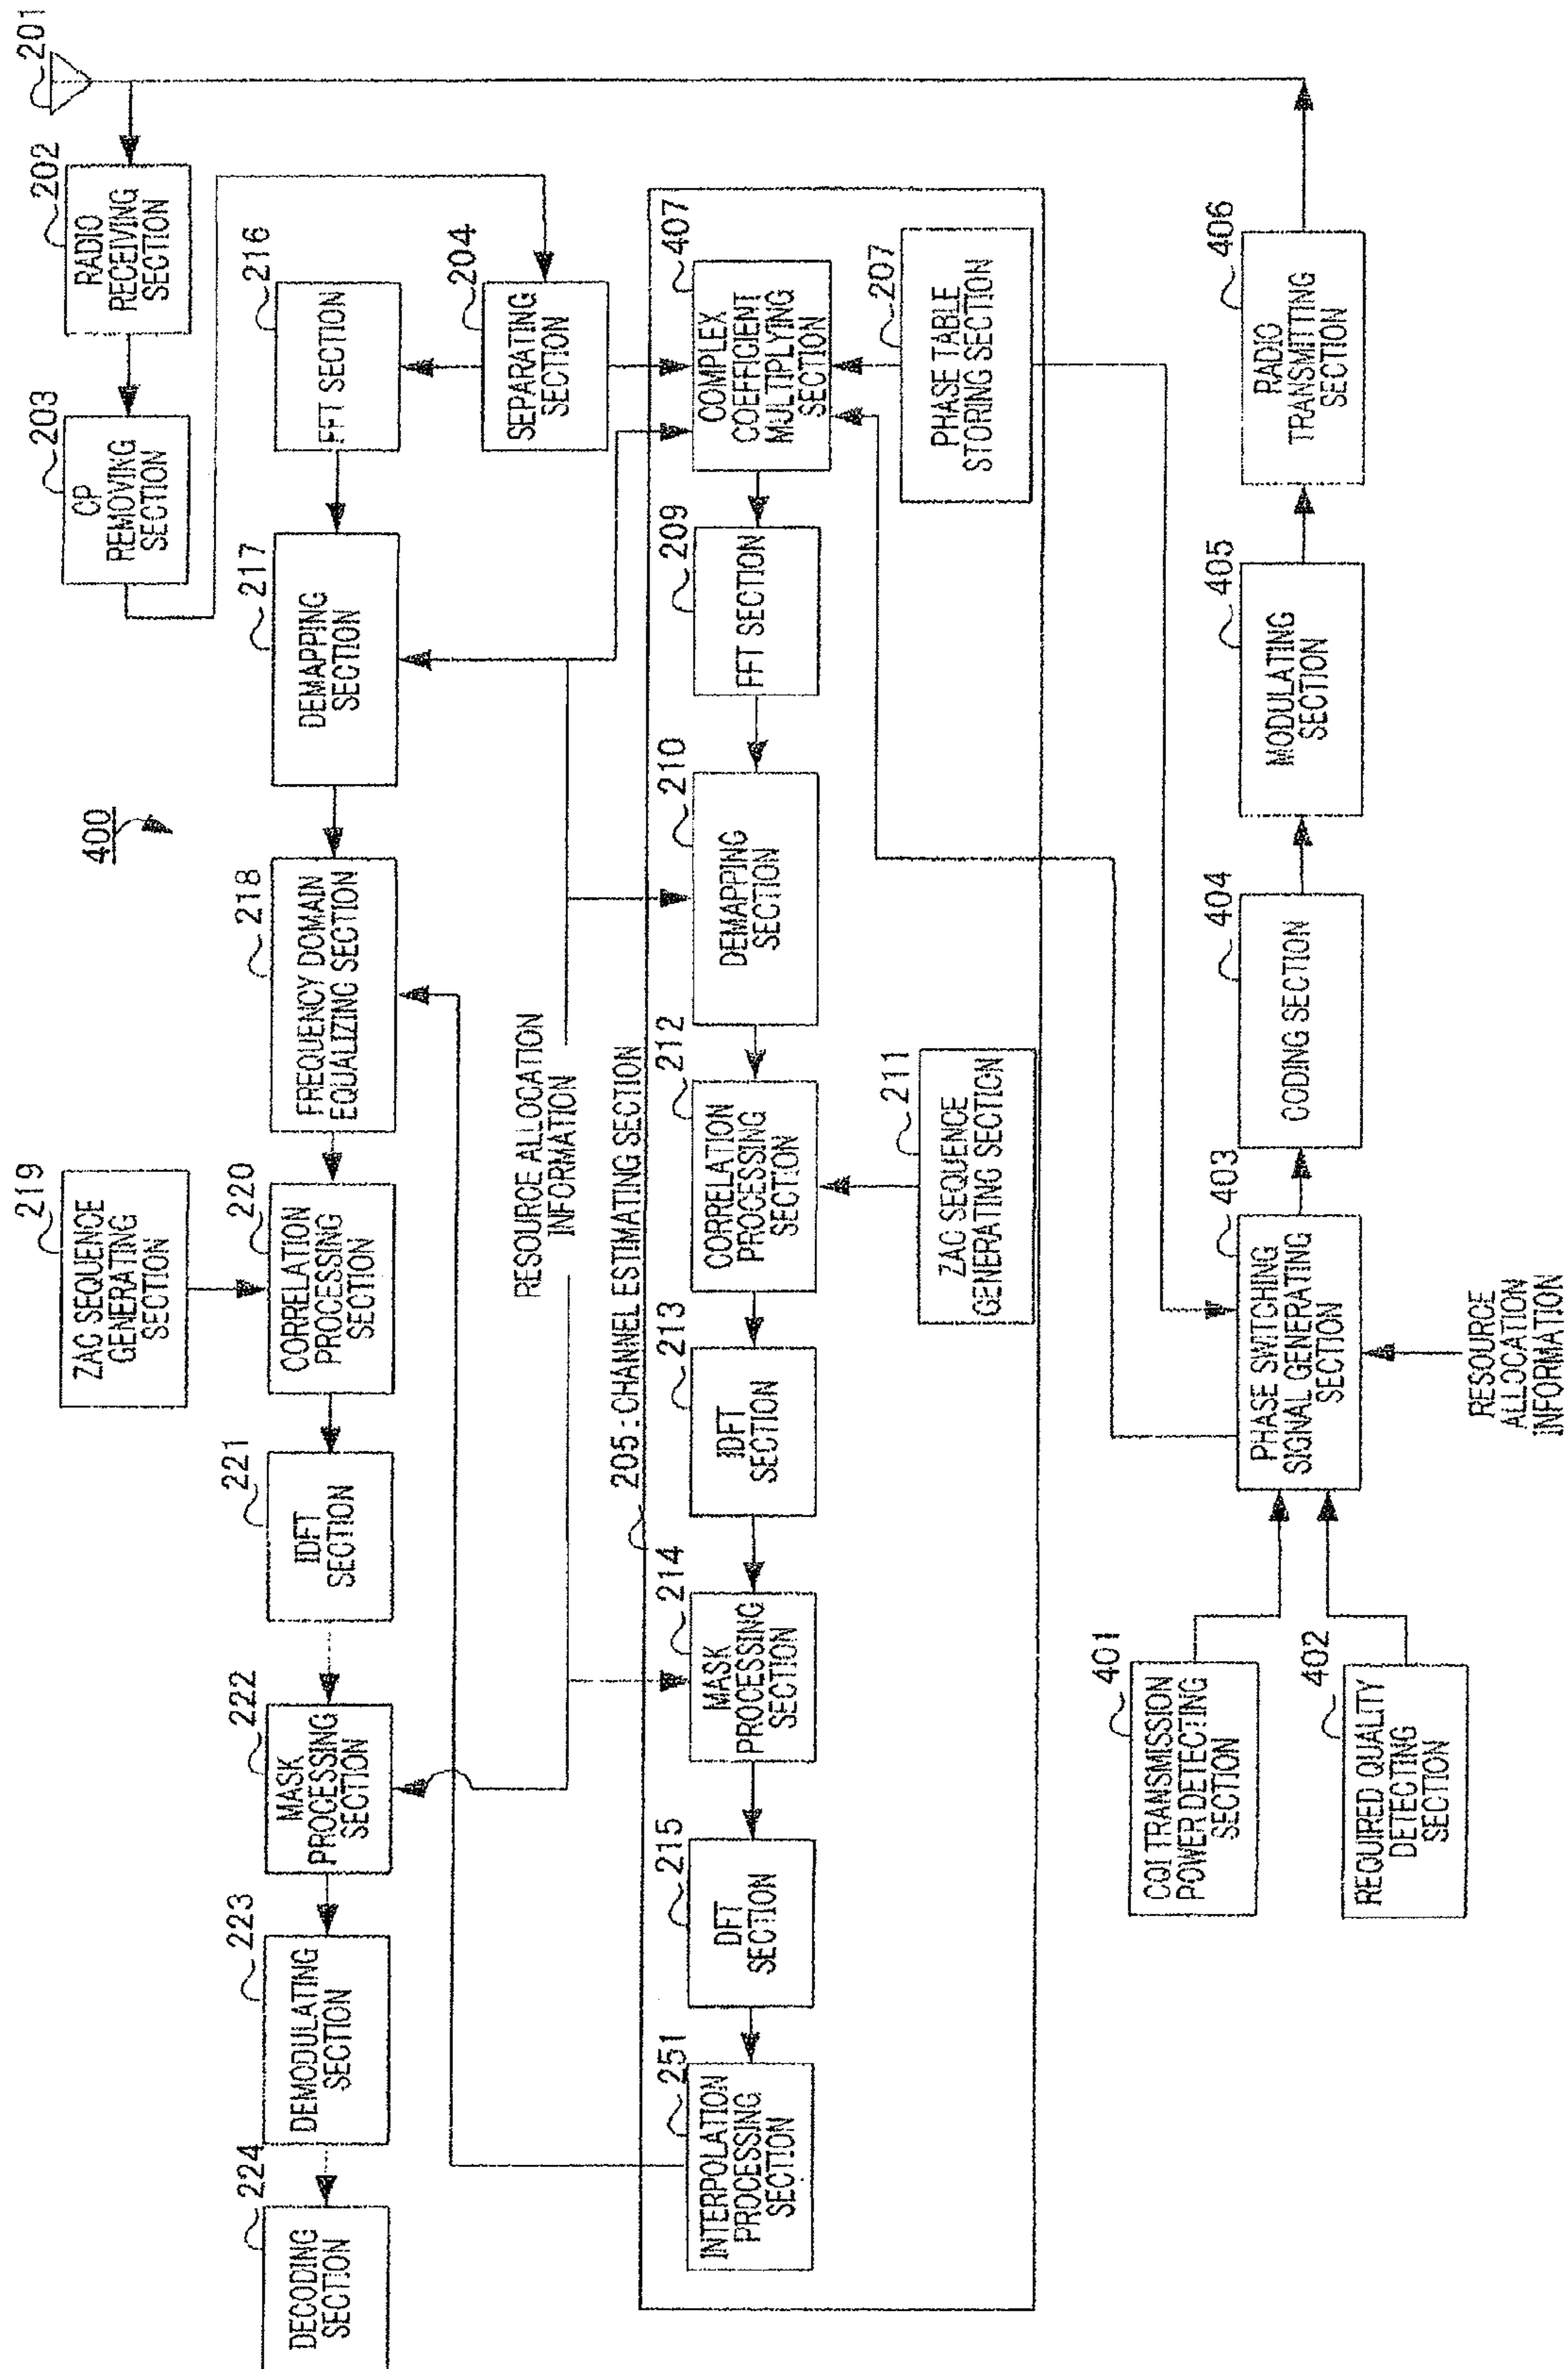 201
202
RADIO
RECEIVING
SECTION
203
CP
REMOVING
SECTION
400
216
FFT SECTION
204
SEPARATING
SECTION
217
DEMAPPING
SECTION
218
FREQUENCY DOMAIN
EQUALIZING SECTION
219
ZAC SEQUENCE
GENERATING
SECTION
220
CORRELATION
PROCESSING
SECTION
221
IDFT
SECTION
222
MASK
PROCESSING
SECTION
223
DEMODULATING
SECTION
224
DECODING
SECTION
RESOURCE ALLOCATION
INFORMATION
205 : CHANNEL ESTIMATING SECTION
407
COMPLEX
COEFFICIENT
MULTIPLYING
SECTION
207
PHASE TABLE
STORING SECTION
209
FFT SECTION
210
DEMAPPING
SECTION
212
CORRELATION
PROCESSING
SECTION
211
ZAC SEQUENCE
GENERATING SECTION
213
IDFT
SECTION
214
MASK
PROCESSING
SECTION
215
DFT
SECTION
251
INTERPOLATION
PROCESSING
SECTION
406
RADIO
TRANSMITTING
SECTION
405
MODULATING
SECTION
404
CODING SECTION
403
PHASE SWITCHING
SIGNAL GENERATING
SECTION
RESOURCE
ALLOCATION
INFORMATION
401
CQI TRANSMISSION
POWER DETECTING
SECTION
402
REQUIRED QUALITY
DETECTING
SECTION